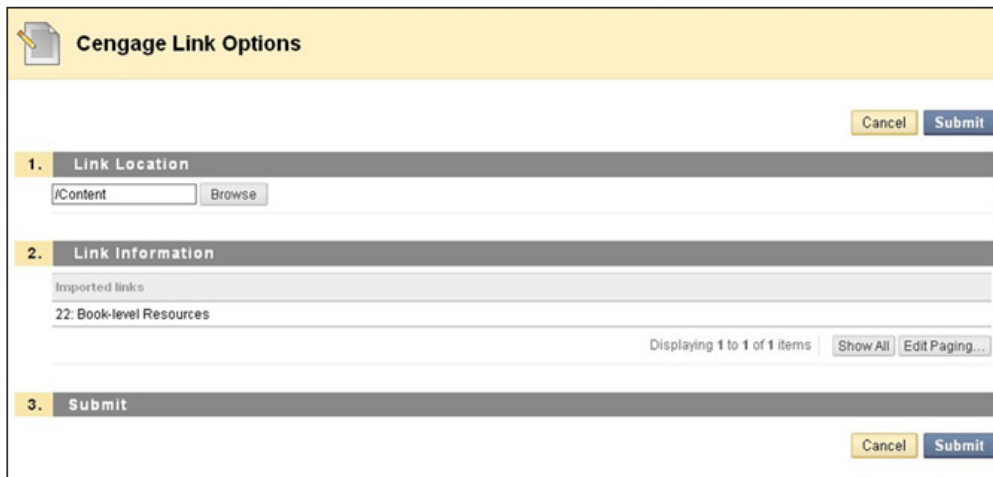 Cengage Link Options
Cancel Submit
1. Link Location
/Content Browse
2. Link Information
Imported links
22: Book-level Resources
Displaying 1 to 1 of 1 items Show All Edit Paging...
3. Submit
Cancel Submit